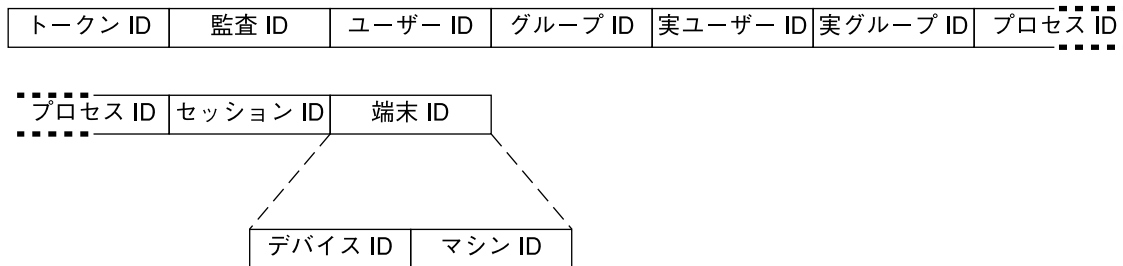 トークン ID 監査 ID ユーザー ID グループ ID 実ユーザー ID 実グループ ID プロセス ID
プロセス ID セッション ID 端末 ID
デバイス ID マシン ID